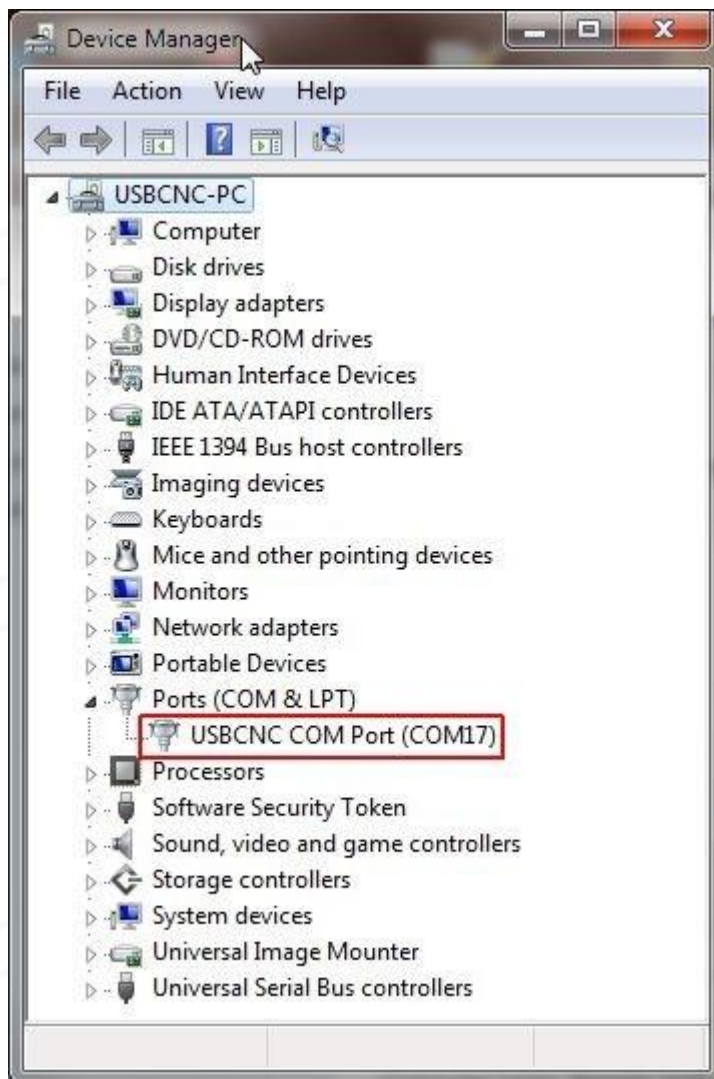 Device Manager
File Action View Help
USBCNC-PC
Computer
Disk drives
Display adapters
DVD/CD-ROM drives
Human Interface Devices
IDE ATA/ATAPI controllers
IEEE 1394 Bus host controllers
Imaging devices
Keyboards
Mice and other pointing devices
Monitors
Network adapters
Portable Devices
Ports (COM & LPT)
USBCNC COM Port (COM17)
Processors
Software Security Token
Sound, video and game controllers
Storage controllers
System devices
Universal Image Mounter
Universal Serial Bus controllers